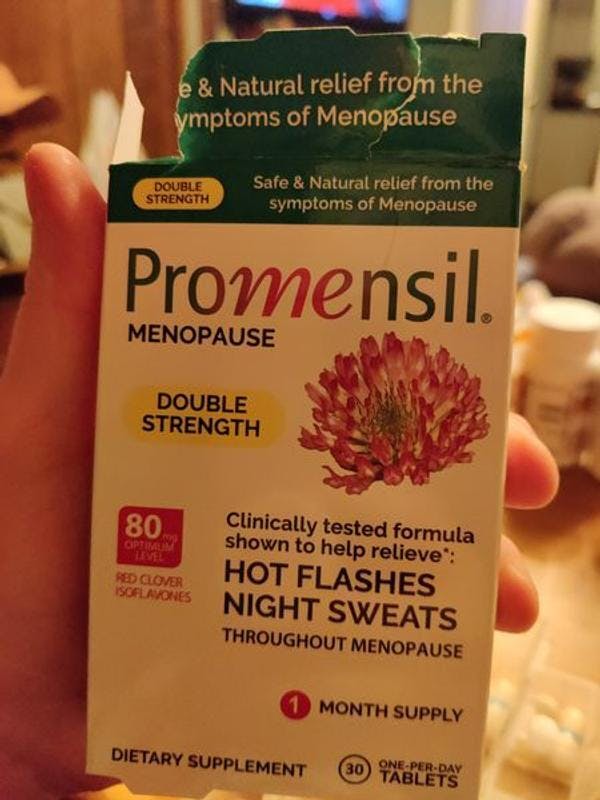 & Natural relief from the
ymptoms of Menopause
DOUBLE
STRENGTH
Safe & Natural relief from the
symptoms of Menopause
Promensil®
MENOPAUSE
DOUBLE
STRENGTH
80 mg
OPTIMUM
LEVEL
RED CLOVER
ISOFLAVONES
Clinically tested formula
shown to help relieve*:
HOT FLASHES
NIGHT SWEATS
THROUGHOUT MENOPAUSE
1 MONTH SUPPLY
DIETARY SUPPLEMENT
30 ONE-PER-DAY
TABLETS